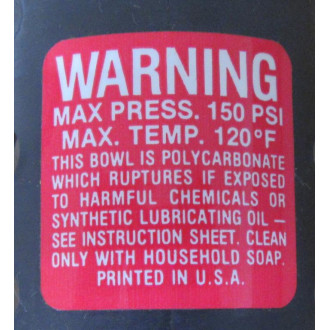 WARNING
MAX PRESS. 150 PSI
MAX. TEMP. 120°F
THIS BOWL IS POLYCARBONATE
WHICH RUPTURES IF EXPOSED
TO HARMFUL CHEMICALS OR
SYNTHETIC LUBRICATING OIL —
SEE INSTRUCTION SHEET. CLEAN
ONLY WITH HOUSEHOLD SOAP.
PRINTED IN U.S.A.